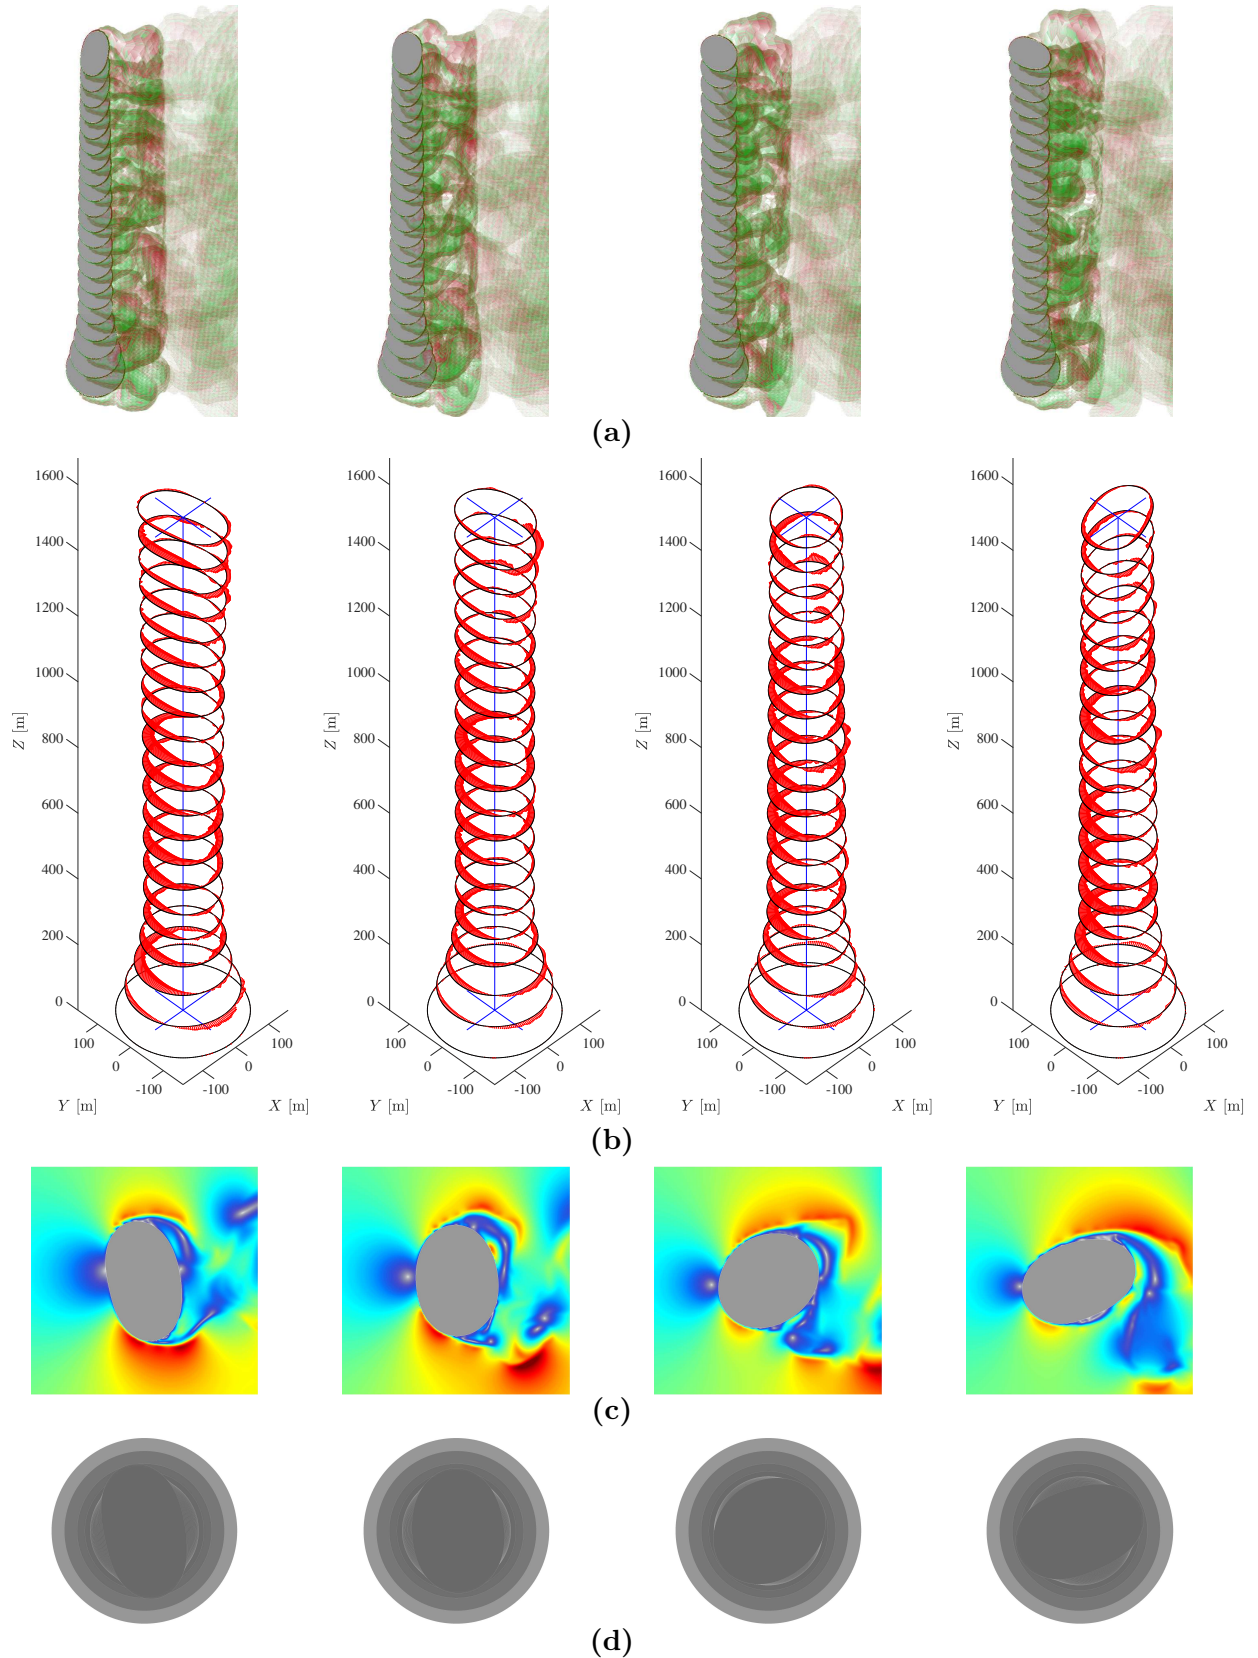 (a)
1600 1600 1600 1600
1400 1400 1400 1400
1200 1200 1200 1200
1000 1000 1000 1000
Z [m] Z [m] Z [m] Z [m]
800 800 800 800
600 600 600 600
400 400 400 400
200 200 200 200
0 0 0 0
100 100 100 100 100 100 100 100
0 0 0 0 0 0 0 0
-100 -100 -100 -100 -100 -100 -100 -100
Y [m] X [m] Y [m] X [m] Y [m] X [m] Y [m] X [m]
(b)
(c)
(d)